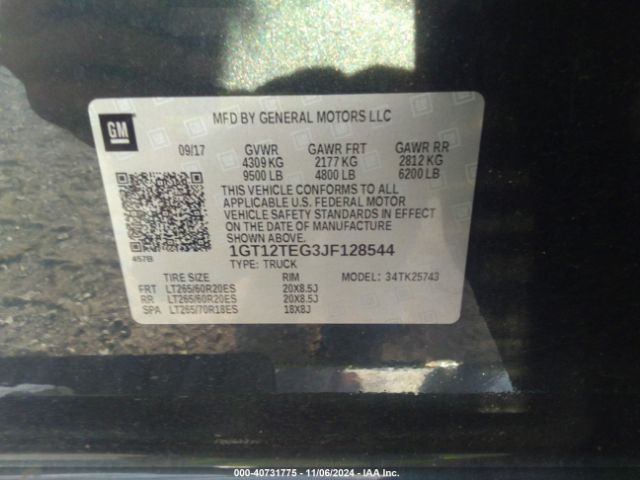 GM
MFD BY GENERAL MOTORS LLC
09/17 GVWR GAWR FRT GAWR RR
4309 KG 2177 KG 2812 KG
9500 LB 4800 LB 6200 LB
THIS VEHICLE CONFORMS TO ALL
APPLICABLE U.S. FEDERAL MOTOR
VEHICLE SAFETY STANDARDS IN EFFECT
ON THE DATE OF MANUFACTURE
SHOWN ABOVE.
457B 1GT12TEG3JF128544
TYPE: TRUCK
TIRE SIZE RIM MODEL: 34TK25743
FRT LT265/60R20ES 20X8.5J
RR LT265/60R20ES 20X8.5J
SPA LT265/70R18ES 18X8J
000-40731775 - 11/06/2024 - IAA Inc.